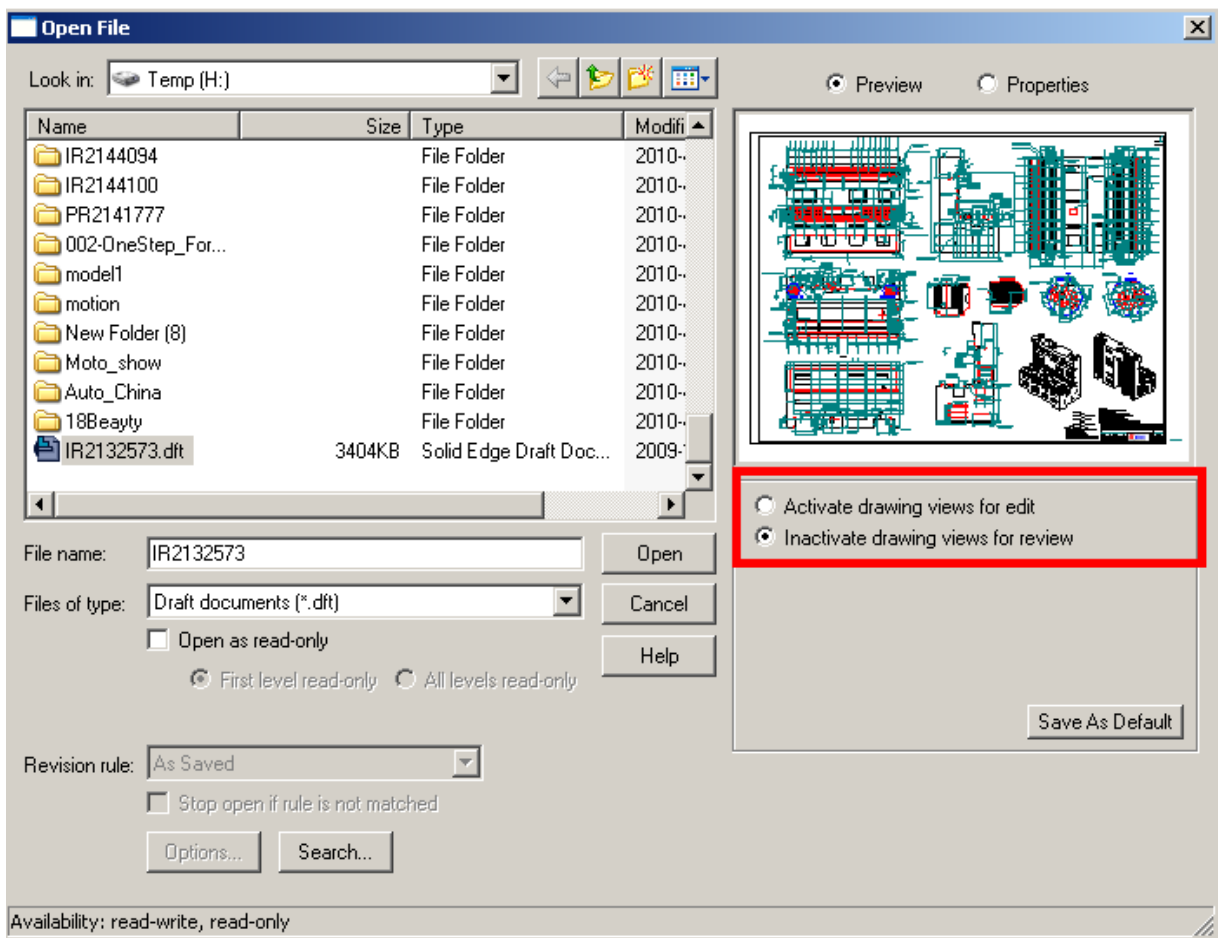 Open File
Look in: Temp (H:)
Preview Properties
Name Size Type Modifi
IR2144094 File Folder 2010-
IR2144100 File Folder 2010-
PR2141777 File Folder 2010-
002-OneStep_For... File Folder 2010-
model1 File Folder 2010-
motion File Folder 2010-
New Folder (8) File Folder 2010-
Moto_show File Folder 2010-
Auto_China File Folder 2010-
18Beayty File Folder 2010-
IR2132573.dft 3404KB Solid Edge Draft Doc... 2009-
Activate drawing views for edit
Inactivate drawing views for review
File name: IR2132573 Open
Files of type: Draft documents (*.dft) Cancel
Open as read-only
Help
First level read-only All levels read-only
Save As Default
Revision rule: As Saved
Stop open if rule is not matched
Options... Search...
Availability: read-write, read-only